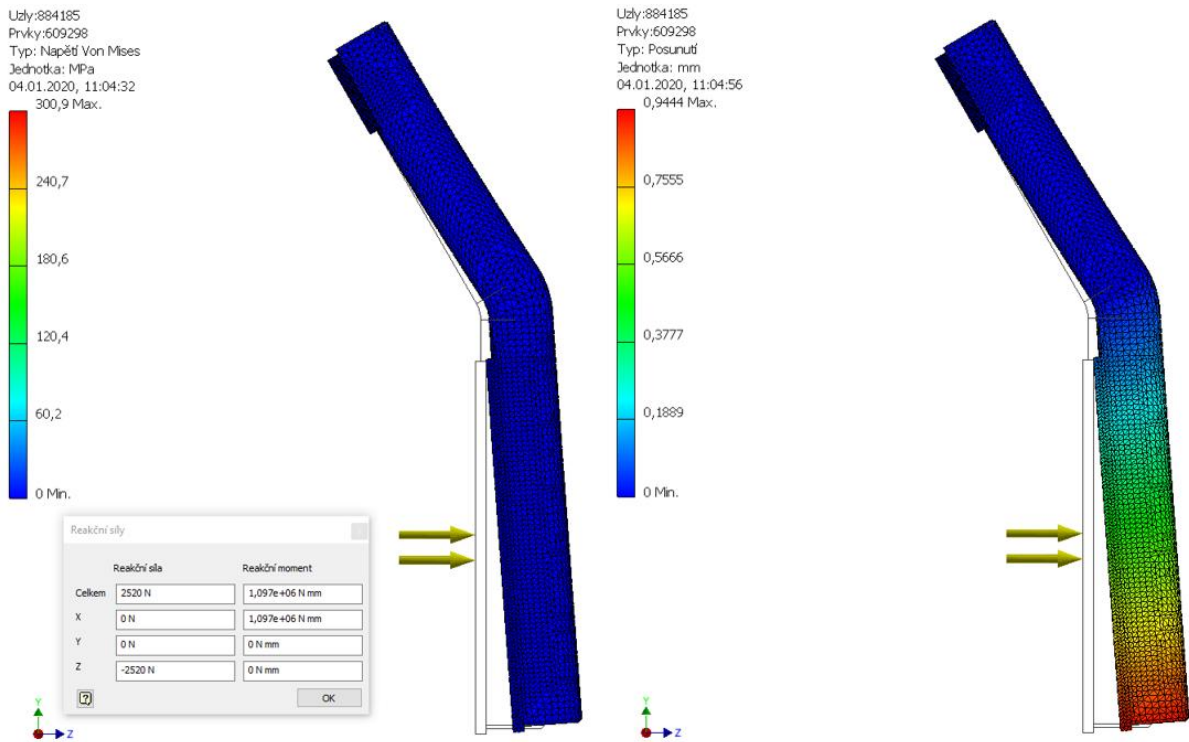 Uzly:884185
Prvky:609298
Typ: Napětí Von Mises
Jednotka: MPa
04.01.2020, 11:04:32
300,9 Max.
240,7
180,6
120,4
60,2
0 Min.
Reakční síly
Reakční síla Reakční moment
Celkem 2520 N 1,097e+06 N mm
X 0 N 1,097e+06 N mm
Y 0 N 0 N mm
Z -2520 N 0 N mm
? OK
Y
Z
Uzly:884185
Prvky:609298
Typ: Posunutí
Jednotka: mm
04.01.2020, 11:04:56
0,9444 Max.
0,7555
0,5666
0,3777
0,1889
0 Min.
Y
Z